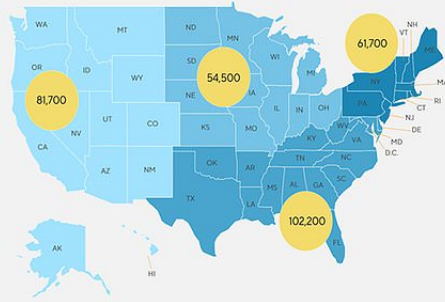 NH
WA
VT
61,700
MT
ND
ME
MN
OR
ID
SD
WI
NY
MA
MI
WY
54,500
RI
81,700
IA
PA
CT
NE
NJ
NV
IL
IN
OH
UT
DE
CO
WV
MD
CA
KS
MO
VA
KY
D.C.
NC
TN
OK
AZ
NM
AR
SC
MS
AL
GA
TX
LA
102,200
AK
FL
HI